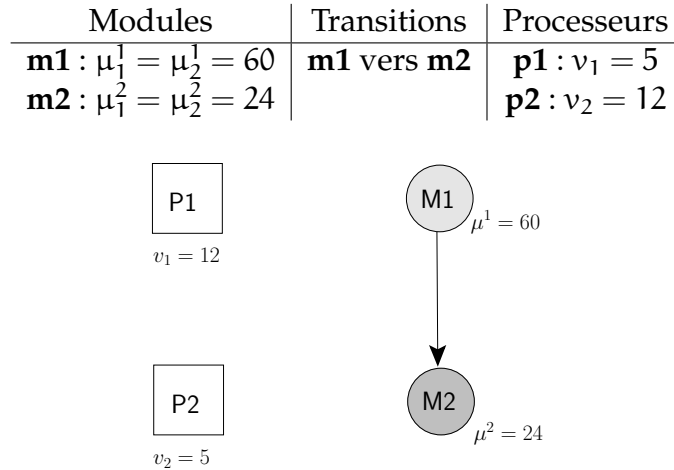 Modules Transitions Processeurs
m1 : μ₁¹ = μ₂¹ = 60 m1 vers m2 p1 : ν₁ = 5
m2 : μ₁² = μ₂² = 24 p2 : ν₂ = 12
P1 M1
v₁ = 12 μ¹ = 60
P2 M2
v₂ = 5 μ² = 24